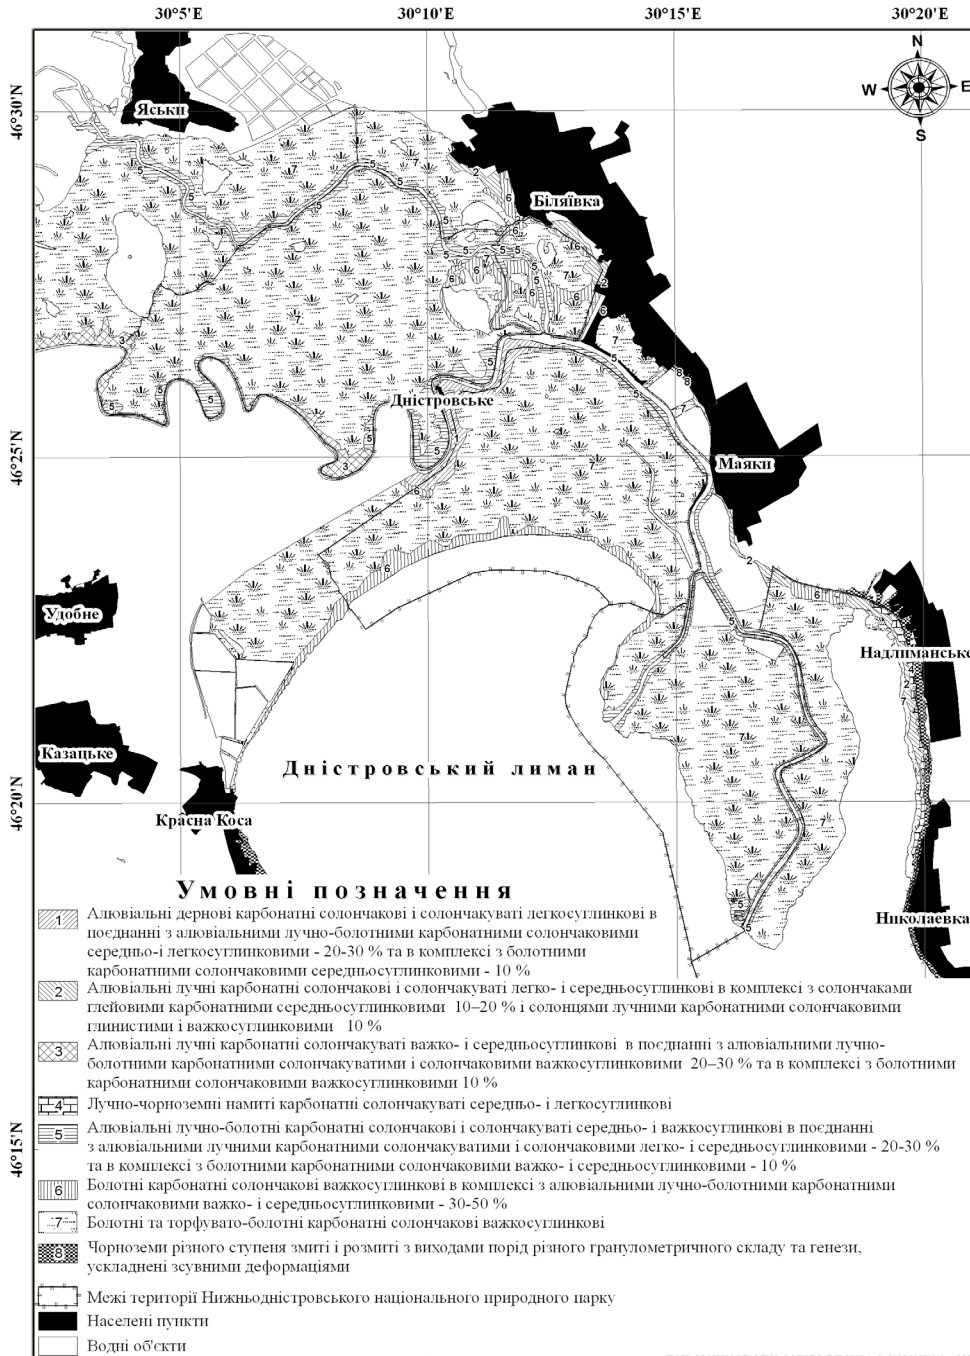 30°5'E 30°10'E 30°15'E 30°20'E
46°30'N
46°25'N
46°20'N
46°15'N
N
W E
S
Яськи
Біляївка
Дністровське
Маяки
Удобне
Надлиманське
Казацьке
Дністровський лиман
Красна Коса
Николаевка
Умовні позначення
1 Алювіальні дернові карбонатні солончакові і солончакуваті легкосуглинкові в
поєднанні з алювіальними лучно-болотними карбонатними солончаковими
середньо-і легкосуглинковими - 20-30 % та в комплексі з болотними
карбонатними солончаковими середньосуглинковими - 10 %
2 Алювіальні лучні карбонатні солончакові і солончакуваті легко- і середньосуглинкові в комплексі з солончаками
глейовими карбонатними середньосуглинковими 10–20 % і солонцями лучними карбонатними солончаковими
глинистими і важкосуглинковими 10 %
3 Алювіальні лучні карбонатні солончакуваті важко- і середньосуглинкові в поєднанні з алювіальними лучно-
болотними карбонатними солончакуватими і солончаковими важкосуглинковими 20–30 % та в комплексі з болотними
карбонатними солончаковими важкосуглинковими 10 %
4 Лучно-чорноземні намиті карбонатні солончакуваті середньо- і легкосуглинкові
5 Алювіальні лучно-болотні карбонатні солончакові і солончакуваті середньо- і важкосуглинкові в поєднанні
з алювіальними лучними карбонатними солончакуватими і солончаковими легко- і середньосуглинковими - 20-30 %
та в комплексі з болотними карбонатними солончаковими важко- і середньосуглинковими - 10 %
6 Болотні карбонатні солончакові важкосуглинкові в комплексі з алювіальними лучно-болотними карбонатними
солончаковими важко- і середньосуглинковими - 30-50 %
7 Болотні та торфувато-болотні карбонатні солончакові важкосуглинкові
8 Чорноземи різного ступеня змиті і розмиті з виходами порід різного гранулометричного складу та генези,
ускладнені зсувними деформаціями
Межі території Нижньодністровського національного природного парку
Населені пункти
Водні об'єкти